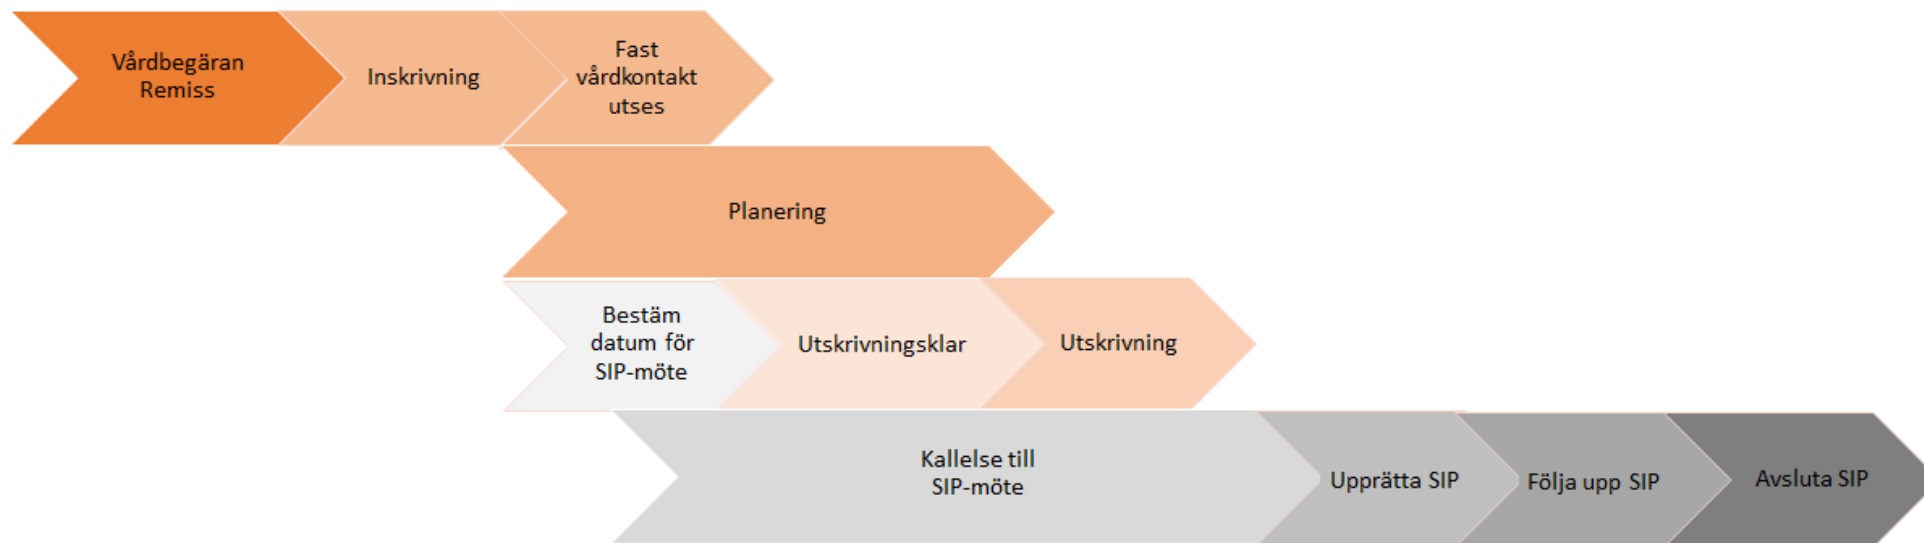 Vårdbegäran
Remiss
Inskrivning
Fast
vårdkontakt
utses
Planering
Bestäm
datum för
SIP-möte
Utskrivningsklar
Utskrivning
Kallelse till
SIP-möte
Upprätta SIP
Följa upp SIP
Avsluta SIP